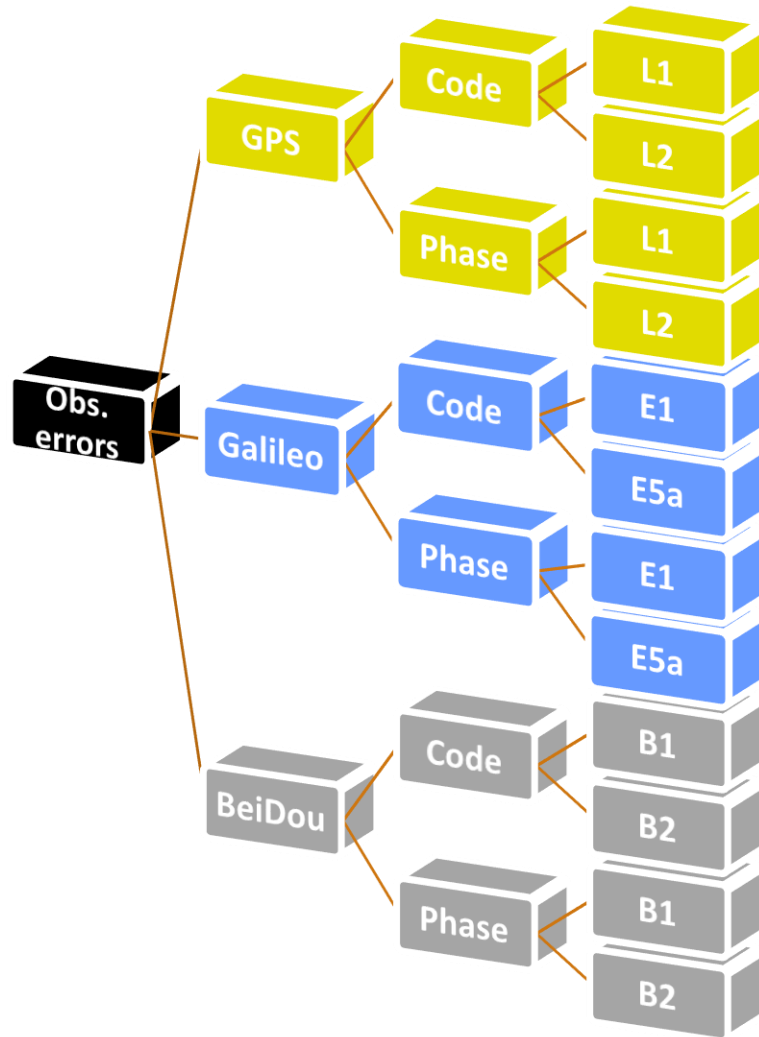 Obs.
errors
GPS
Code
L1
L2
Phase
L1
L2
Galileo
Code
E1
E5a
Phase
E1
E5a
BeiDou
Code
B1
B2
Phase
B1
B2